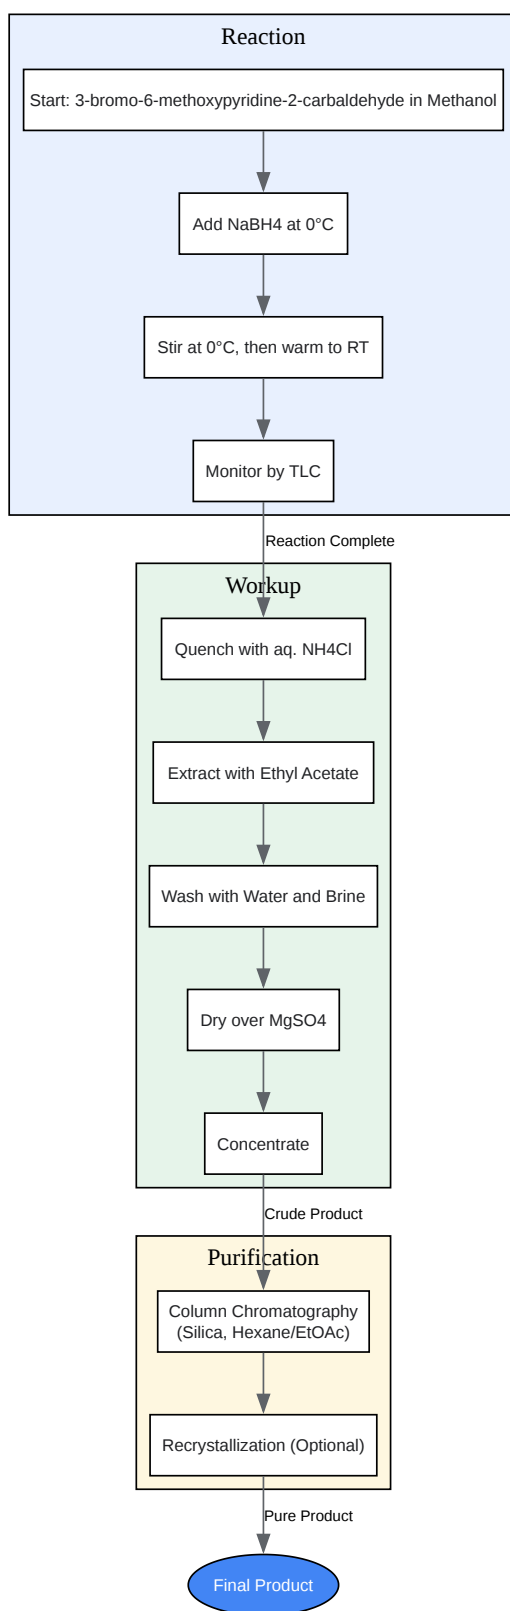 Reaction
Start: 3-bromo-6-methoxypyridine-2-carbaldehyde in Methanol
Add NaBH4 at 0°C
Stir at 0°C, then warm to RT
Monitor by TLC
Reaction Complete
Workup
Quench with aq. NH4Cl
Extract with Ethyl Acetate
Wash with Water and Brine
Dry over MgSO4
Concentrate
Crude Product
Purification
Column Chromatography
(Silica, Hexane/EtOAc)
Recrystallization (Optional)
Pure Product
Final Product